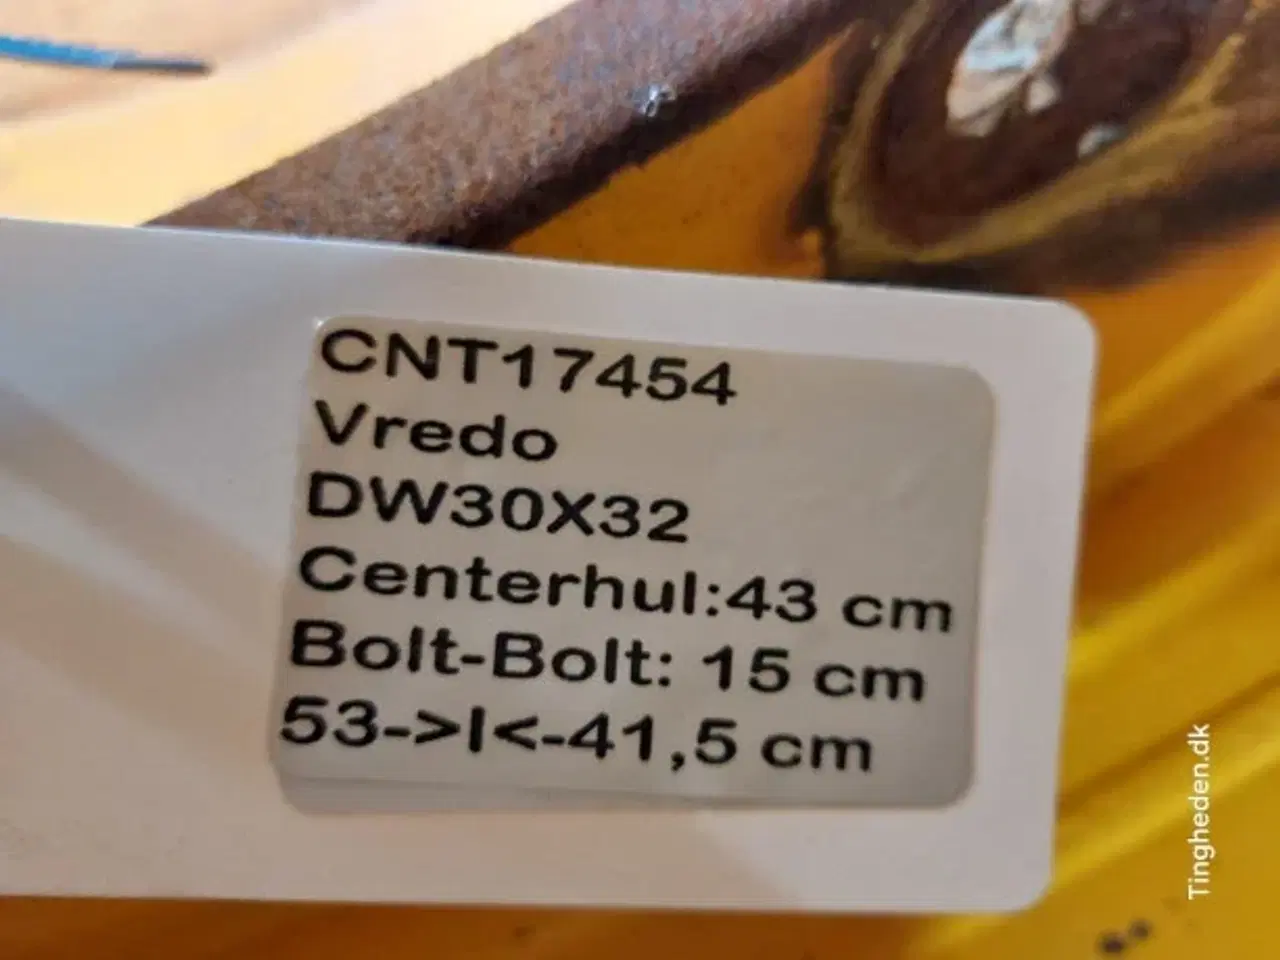 CNT17454
Vredo
DW30X32
Centerhul:43 cm
Bolt-Bolt: 15 cm
53->I<-41,5 cm
Tingheden.dk